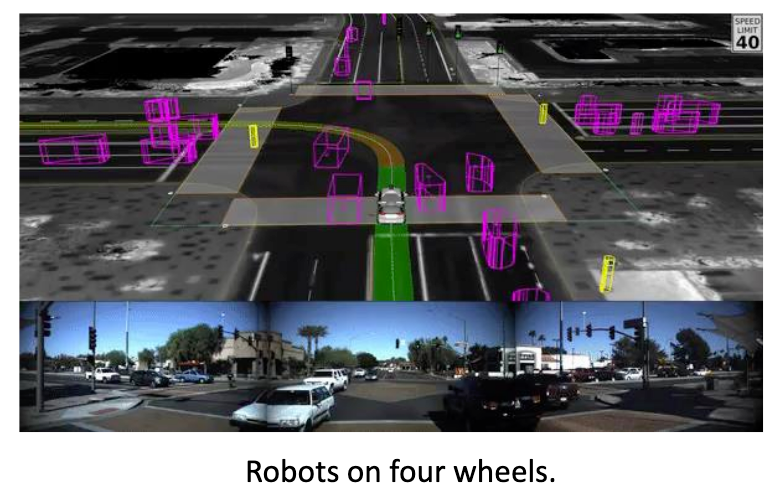 SPEED
LIMIT
40
Robots on four wheels.